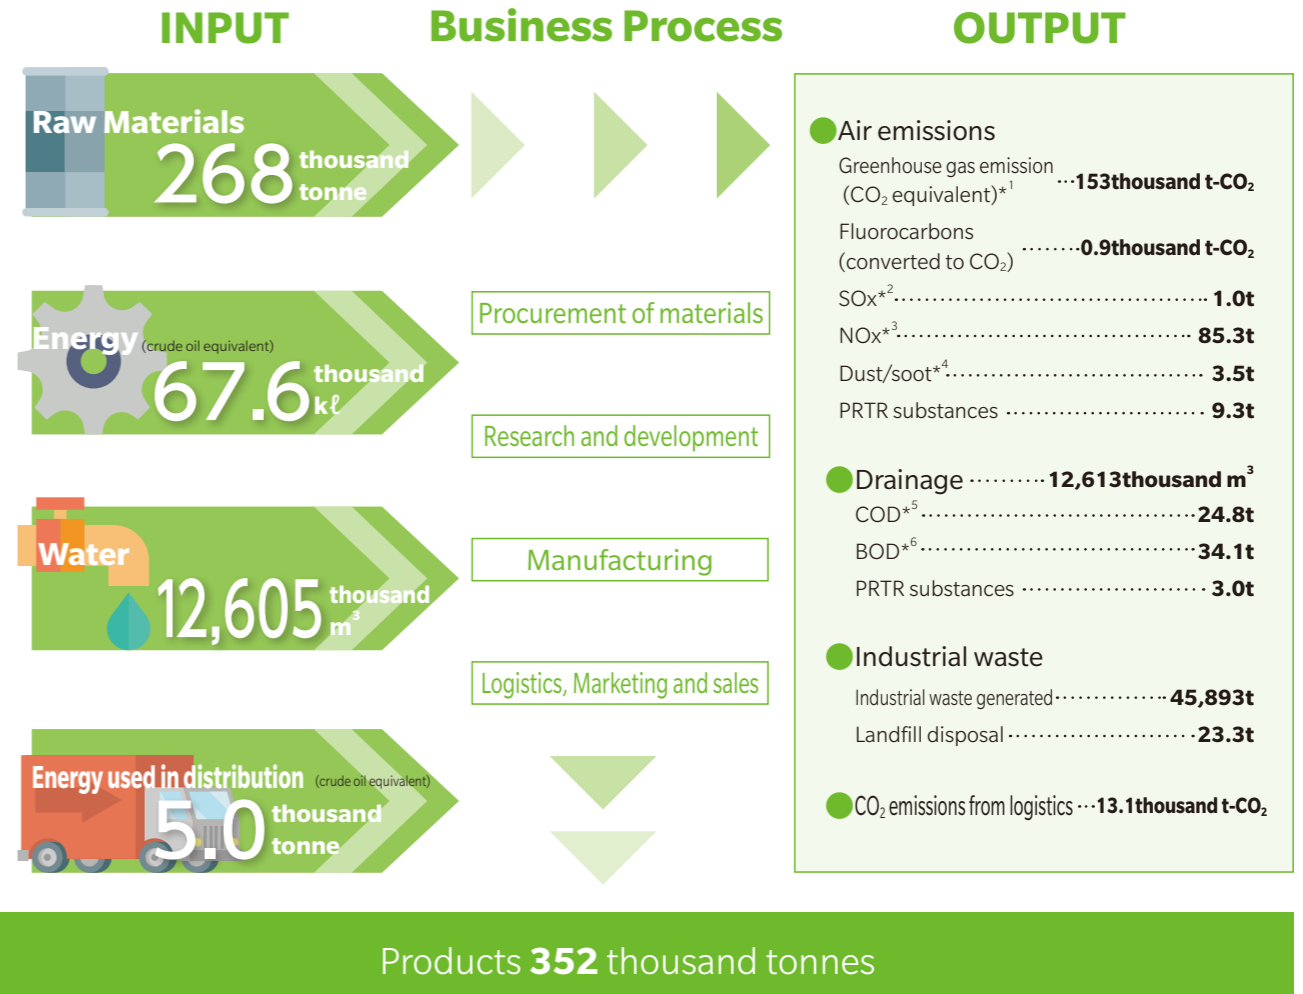 INPUT
Business Process
OUTPUT
Raw Materials
268 thousand
tonne
Energy (crude oil equivalent)
67.6 thousand
kℓ
Water
12,605 thousand
m³
Energy used in distribution (crude oil equivalent)
5.0 thousand
tonne
Procurement of materials
Research and development
Manufacturing
Logistics, Marketing and sales
Air emissions
Greenhouse gas emission
(CO₂ equivalent)*¹ ···153thousand t-CO₂
Fluorocarbons
(converted to CO₂) ········0.9thousand t-CO₂
SOx*² ········ 1.0t
NOx*³ ········ 85.3t
Dust/soot*⁴ ········ 3.5t
PRTR substances ········ 9.3t
Drainage ·········· 12,613thousand m³
COD*⁵ ········ 24.8t
BOD*⁶ ········ 34.1t
PRTR substances ········ 3.0t
Industrial waste
Industrial waste generated ········ 45,893t
Landfill disposal ········ 23.3t
CO₂ emissions from logistics ···13.1thousand t-CO₂
Products 352 thousand tonnes